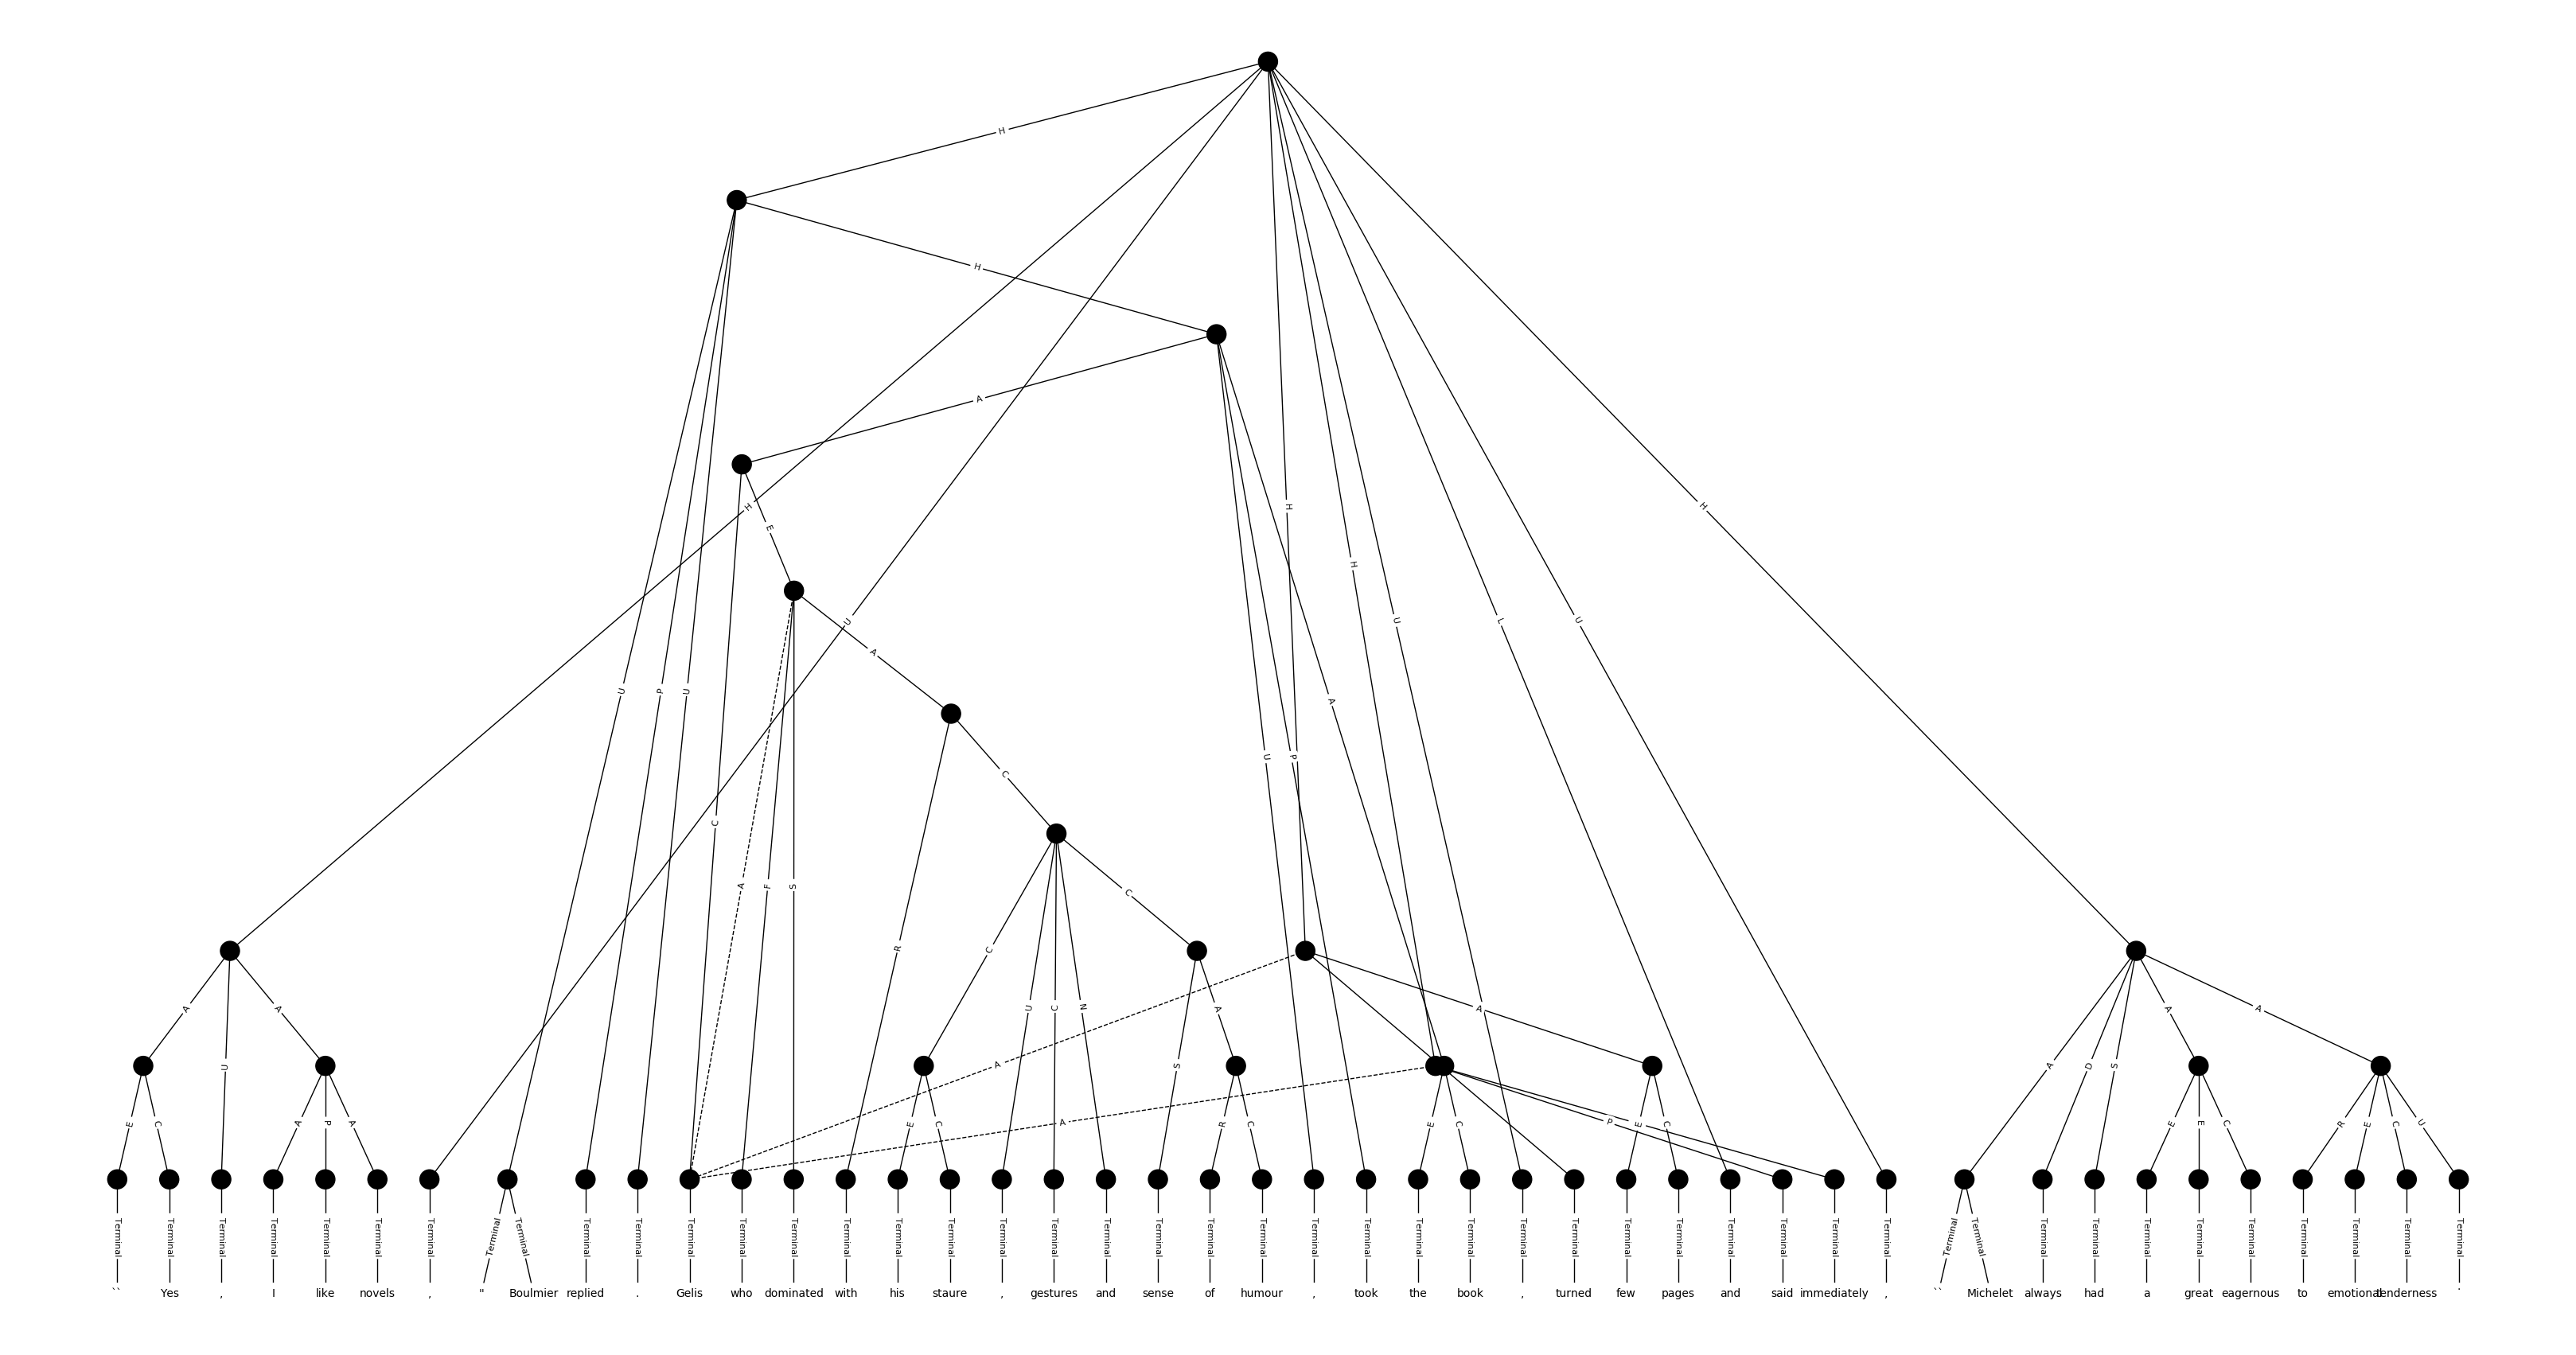 H
H
A
H E
U A
U P U H H U L U H
C
C A F S R C U C N C U P A
A A A U S A A A A D S A A
E C A P A E C R C A P E E C E E C R E C U
Terminal Terminal Terminal Terminal Terminal Terminal Terminal Terminal Terminal Terminal Terminal Terminal Terminal Terminal Terminal Terminal Terminal Terminal Terminal Terminal Terminal Terminal Terminal Terminal Terminal Terminal Terminal Terminal Terminal Terminal Terminal Terminal Terminal Terminal Terminal Terminal Terminal Terminal Terminal Terminal Terminal Terminal Terminal Terminal Terminal Terminal
`` Yes , I like novels , " Boulmier replied . Gelis who dominated with his staure , gestures and sense of humour , took the book , turned few pages and said immediately , `` Michelet always had a great eagernous to emotional tenderness .